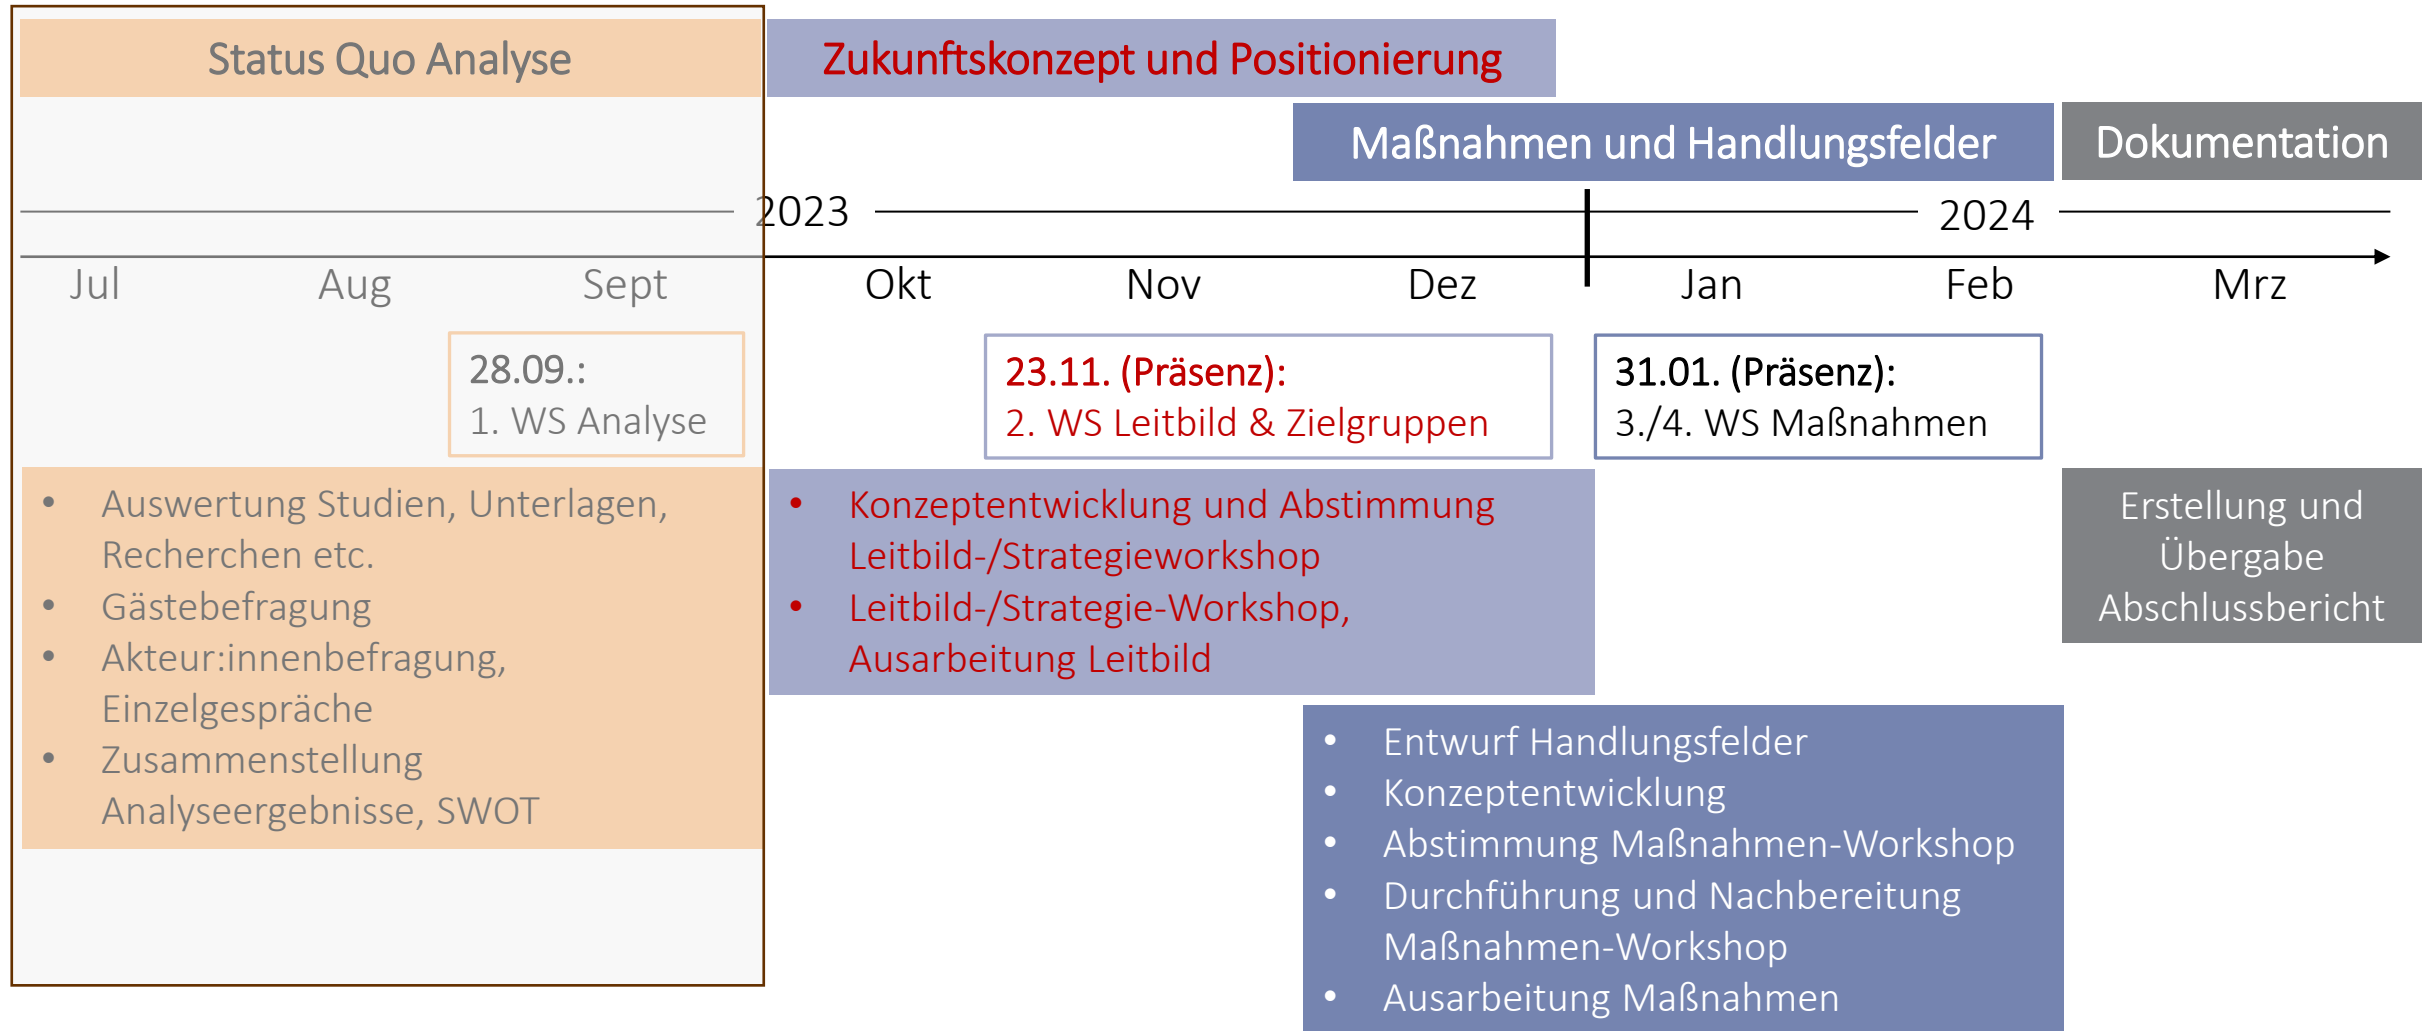 Status Quo Analyse
Zukunftskonzept und Positionierung
Maßnahmen und Handlungsfelder
Dokumentation
2023
2024
Jul
Aug
Sept
Okt
Nov
Dez
Jan
Feb
Mrz
28.09.:
1. WS Analyse
23.11. (Präsenz):
2. WS Leitbild & Zielgruppen
31.01. (Präsenz):
3./4. WS Maßnahmen
• Auswertung Studien, Unterlagen,
Recherchen etc.
• Gästebefragung
• Akteur:innenbefragung,
Einzelgespräche
• Zusammenstellung
Analyseergebnisse, SWOT
• Konzeptentwicklung und Abstimmung
Leitbild-/Strategieworkshop
• Leitbild-/Strategie-Workshop,
Ausarbeitung Leitbild
Erstellung und
Übergabe
Abschlussbericht
• Entwurf Handlungsfelder
• Konzeptentwicklung
• Abstimmung Maßnahmen-Workshop
• Durchführung und Nachbereitung
Maßnahmen-Workshop
• Ausarbeitung Maßnahmen